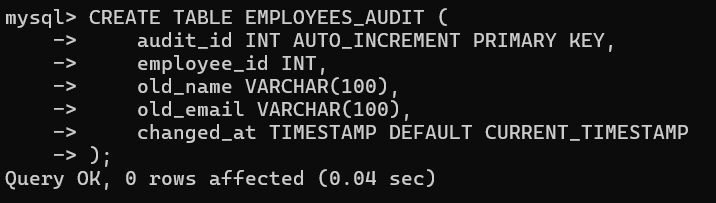 mysql> CREATE TABLE EMPLOYEES_AUDIT (
    ->     audit_id INT AUTO_INCREMENT PRIMARY KEY,
    ->     employee_id INT,
    ->     old_name VARCHAR(100),
    ->     old_email VARCHAR(100),
    ->     changed_at TIMESTAMP DEFAULT CURRENT_TIMESTAMP
    -> );
Query OK, 0 rows affected (0.04 sec)